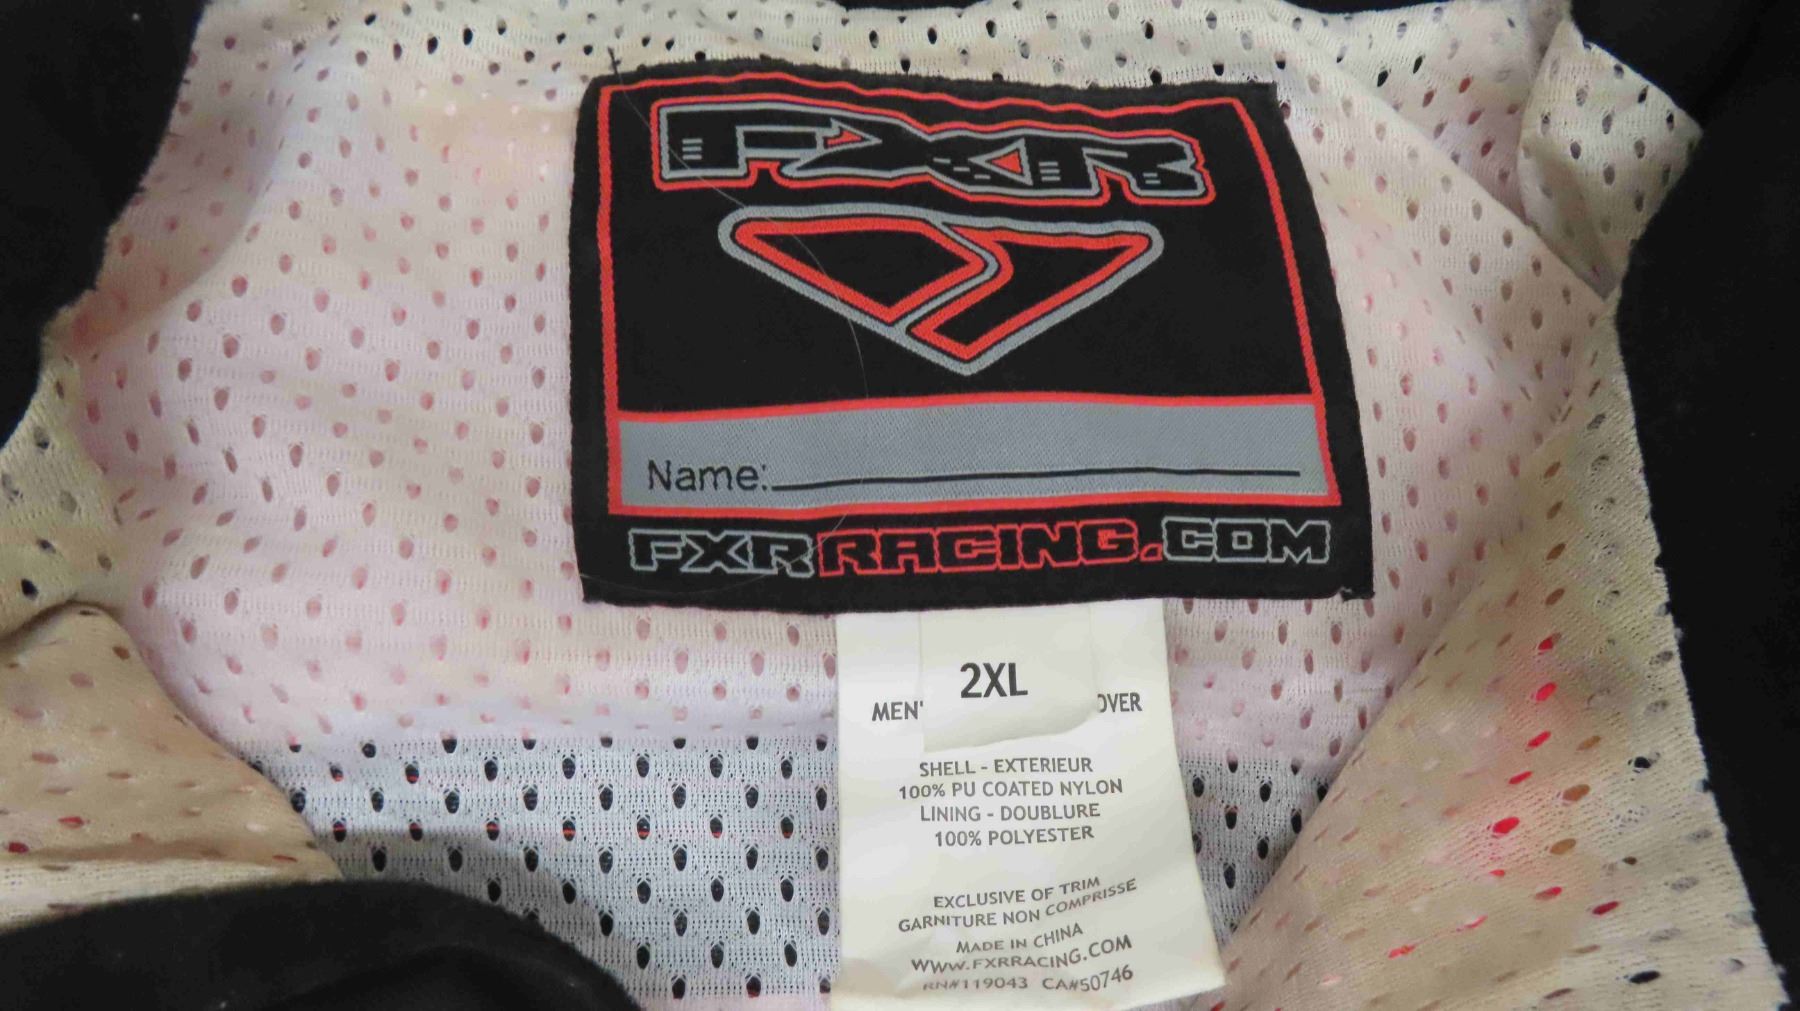 FXR
Name:
FXRRACING.COM
2XL
MEN'
OVER
SHELL - EXTERIEUR
100% PU COATED NYLON
LINING - DOUBLURE
100% POLYESTER
EXCLUSIVE OF TRIM
GARNITURE NON COMPRISSE
MADE IN CHINA
WWW.FXRRACING.COM
RN#119043 CA#50746